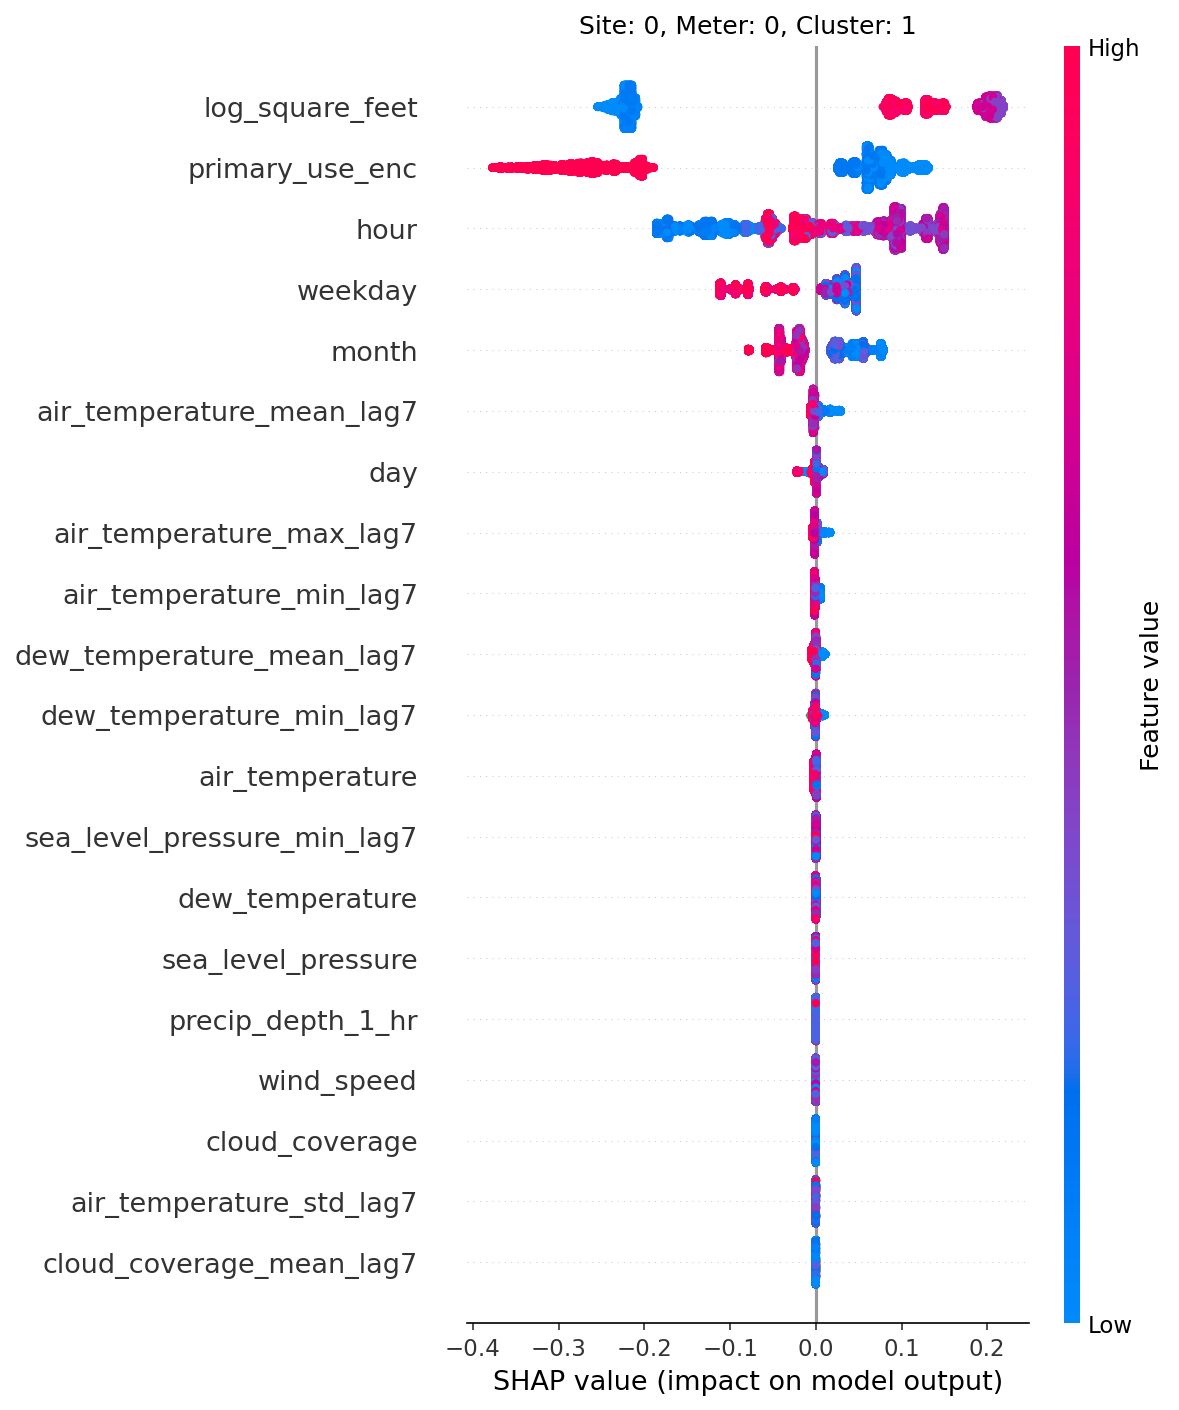 Site: 0, Meter: 0, Cluster: 1
High
log_square_feet
primary_use_enc
hour
weekday
month
air_temperature_mean_lag7
day
air_temperature_max_lag7
air_temperature_min_lag7
dew_temperature_mean_lag7
dew_temperature_min_lag7
air_temperature
sea_level_pressure_min_lag7
dew_temperature
sea_level_pressure
precip_depth_1_hr
wind_speed
cloud_coverage
air_temperature_std_lag7
cloud_coverage_mean_lag7
Feature value
Low
−0.4 −0.3 −0.2 −0.1 0.0 0.1 0.2
SHAP value (impact on model output)